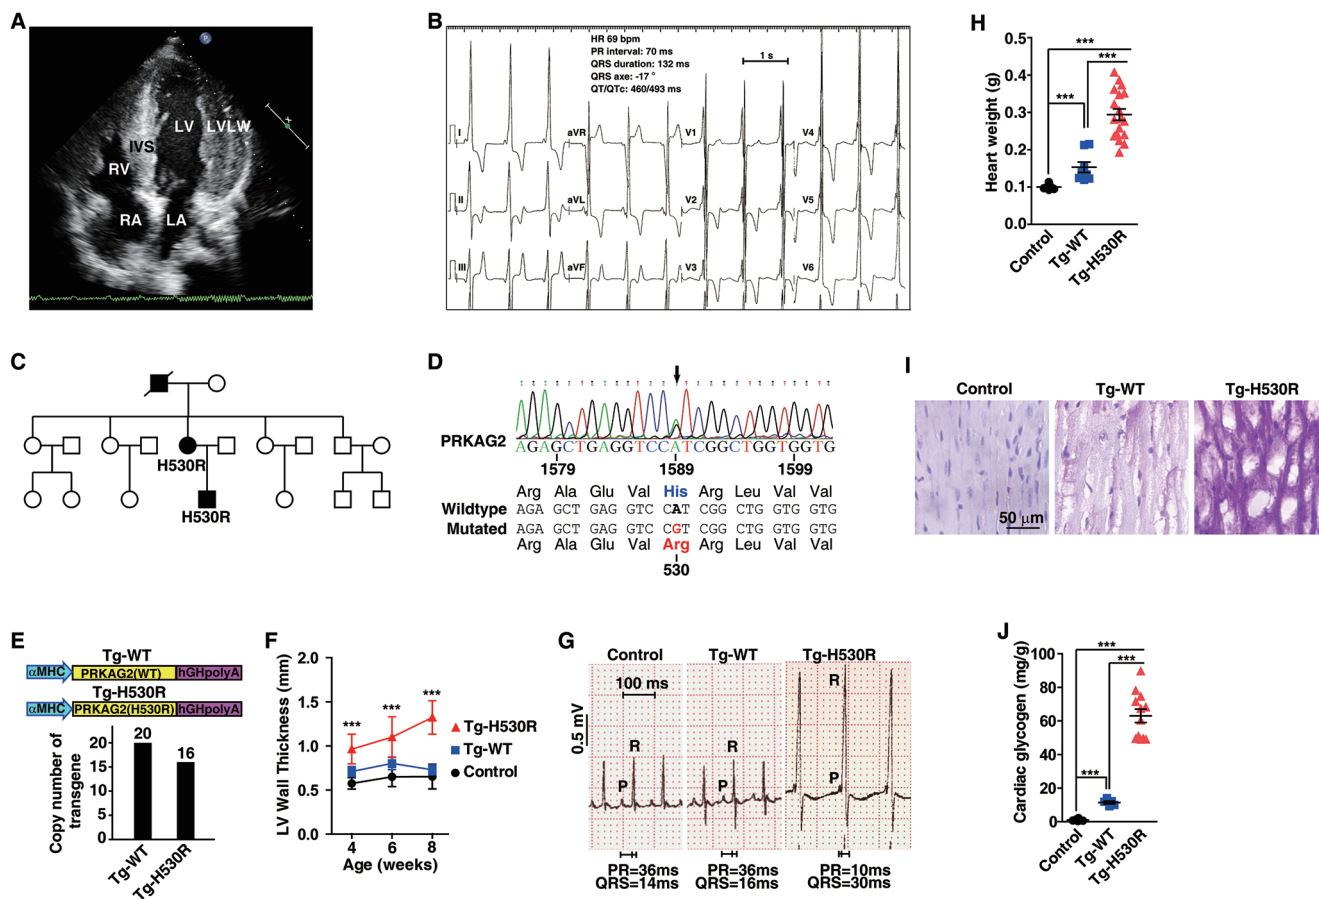 A
P
LV
LVLW
IVS
RV
RA
LA
B
HR 69 bpm
PR interval: 70 ms
QRS duration: 132 ms
QRS axe: -17 °
QT/QTc: 460/493 ms
1 s
I
aVR
V1
V4
II
aVL
V2
V5
III
aVF
V3
V6
H
Heart weight (g)
0.5
0.4
0.3
0.2
0.1
0.0
***
***
***
Control
Tg-WT
Tg-H530R
C
H530R
H530R
D
PRKAG2
AGAGCTGAGGTCCATCGGCTGGTGGTG
1579
1589
1599
Arg Ala Glu Val His Arg Leu Val Val
Wildtype AGA GCT GAG GTC CAT CGG CTG GTG GTG
Mutated AGA GCT GAG GTC CGT CGG CTG GTG GTG
Arg Ala Glu Val Arg Arg Leu Val Val
530
I
Control
Tg-WT
Tg-H530R
50 μm
E
Tg-WT
αMHC PRKAG2(WT) hGHpolyA
Tg-H530R
αMHC PRKAG2(H530R) hGHpolyA
Copy number of
transgene
20
15
10
5
0
20
16
Tg-WT
Tg-H530R
F
LV Wall Thickness (mm)
2.0
1.5
1.0
0.5
0.0
***
***
***
Tg-H530R
Tg-WT
Control
4
6
8
Age (weeks)
G
Control
Tg-WT
Tg-H530R
100 ms
0.5 mV
R
P
R
P
R
P
PR=36ms
QRS=14ms
PR=36ms
QRS=16ms
PR=10ms
QRS=30ms
J
Cardiac glycogen (mg/g)
100
80
60
40
20
0
***
***
***
Control
Tg-WT
Tg-H530R